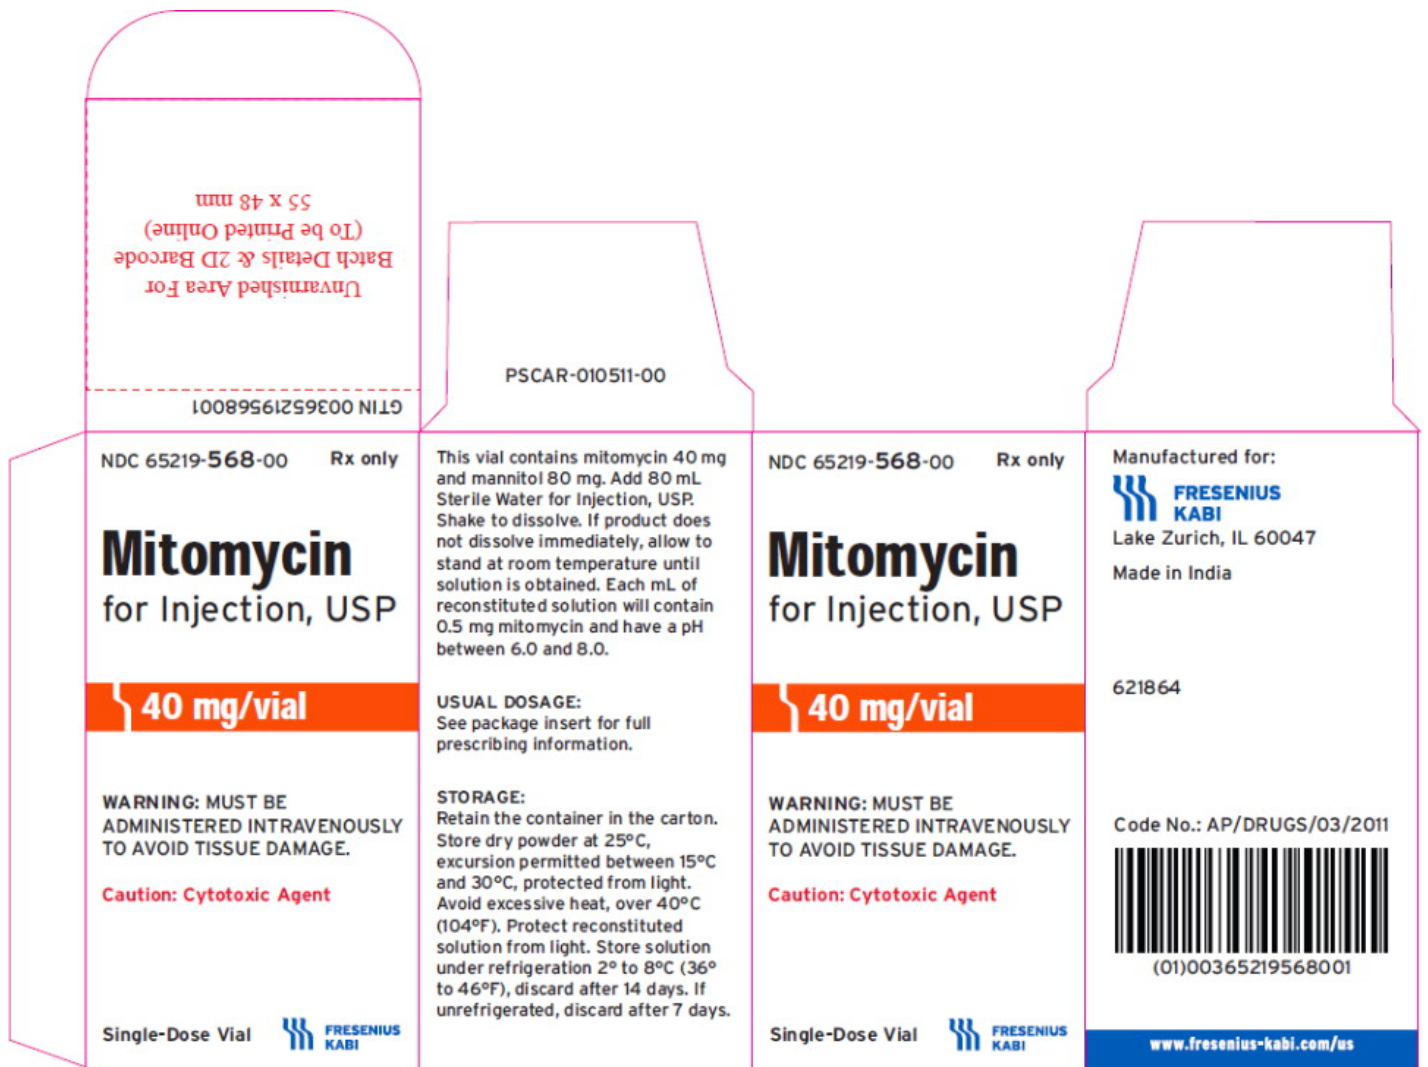 Unvarnished Area For
Batch Details & 2D Barcode
(To be Printed Online)
55 x 48 mm
GTIN 00365219568001
PSCAR-010511-00
NDC 65219-568-00 Rx only
Mitomycin
for Injection, USP
40 mg/vial
WARNING: MUST BE
ADMINISTERED INTRAVENOUSLY
TO AVOID TISSUE DAMAGE.
Caution: Cytotoxic Agent
Single-Dose Vial
FRESENIUS
KABI
This vial contains mitomycin 40 mg
and mannitol 80 mg. Add 80 mL
Sterile Water for Injection, USP.
Shake to dissolve. If product does
not dissolve immediately, allow to
stand at room temperature until
solution is obtained. Each mL of
reconstituted solution will contain
0.5 mg mitomycin and have a pH
between 6.0 and 8.0.
USUAL DOSAGE:
See package insert for full
prescribing information.
STORAGE:
Retain the container in the carton.
Store dry powder at 25°C,
excursion permitted between 15°C
and 30°C, protected from light.
Avoid excessive heat, over 40°C
(104°F). Protect reconstituted
solution from light. Store solution
under refrigeration 2° to 8°C (36°
to 46°F), discard after 14 days. If
unrefrigerated, discard after 7 days.
NDC 65219-568-00 Rx only
Mitomycin
for Injection, USP
40 mg/vial
WARNING: MUST BE
ADMINISTERED INTRAVENOUSLY
TO AVOID TISSUE DAMAGE.
Caution: Cytotoxic Agent
Single-Dose Vial
FRESENIUS
KABI
Manufactured for:
FRESENIUS
KABI
Lake Zurich, IL 60047
Made in India
621864
Code No.: AP/DRUGS/03/2011
(01)00365219568001
www.fresenius-kabi.com/us